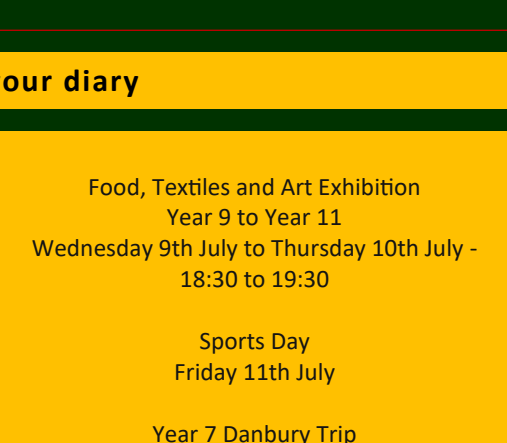 our diary
Food, Textiles and Art Exhibition
Year 9 to Year 11
Wednesday 9th July to Thursday 10th July -
18:30 to 19:30
Sports Day
Friday 11th July
Year 7 Danbury Trip